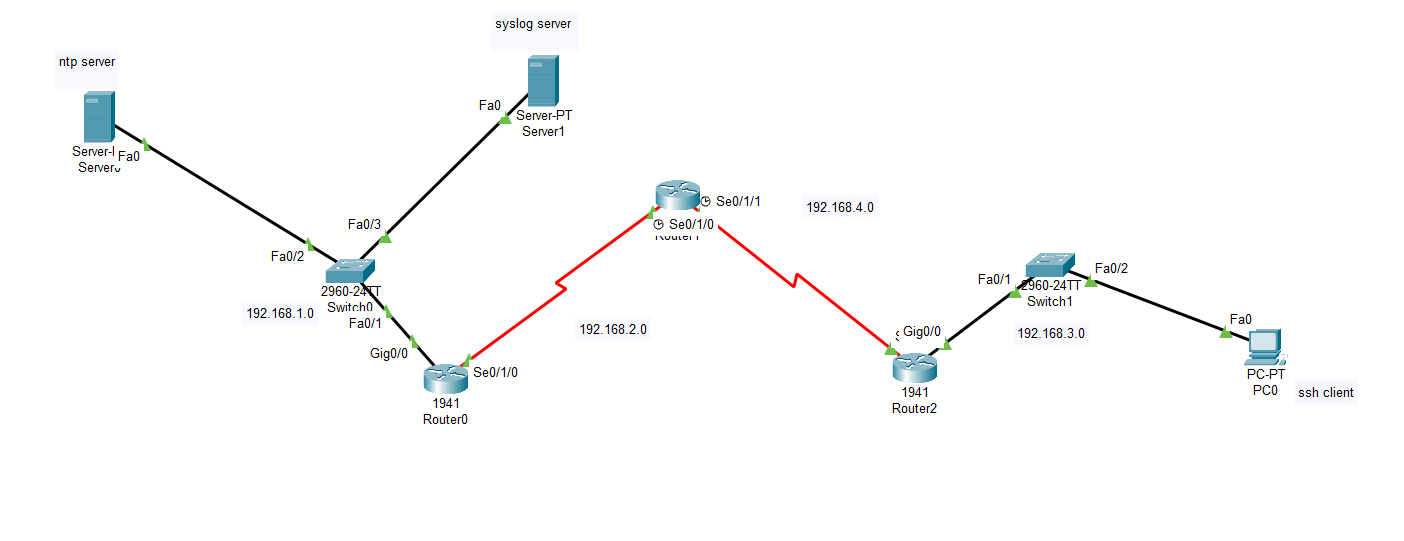 syslog server
ntp server
Fa0
Server-PT
Server1
Fa0
Fa0/3
Fa0/2
2960-24TT
Switch0
192.168.1.0
Fa0/1
Gig0/0
Se0/1/0
1941
Router0
192.168.2.0
Se0/1/1
Se0/1/0
192.168.4.0
Gig0/0
1941
Router2
Fa0/1
2960-24TT
Switch1
Fa0/2
192.168.3.0
Fa0
PC-PT
PC0
ssh client